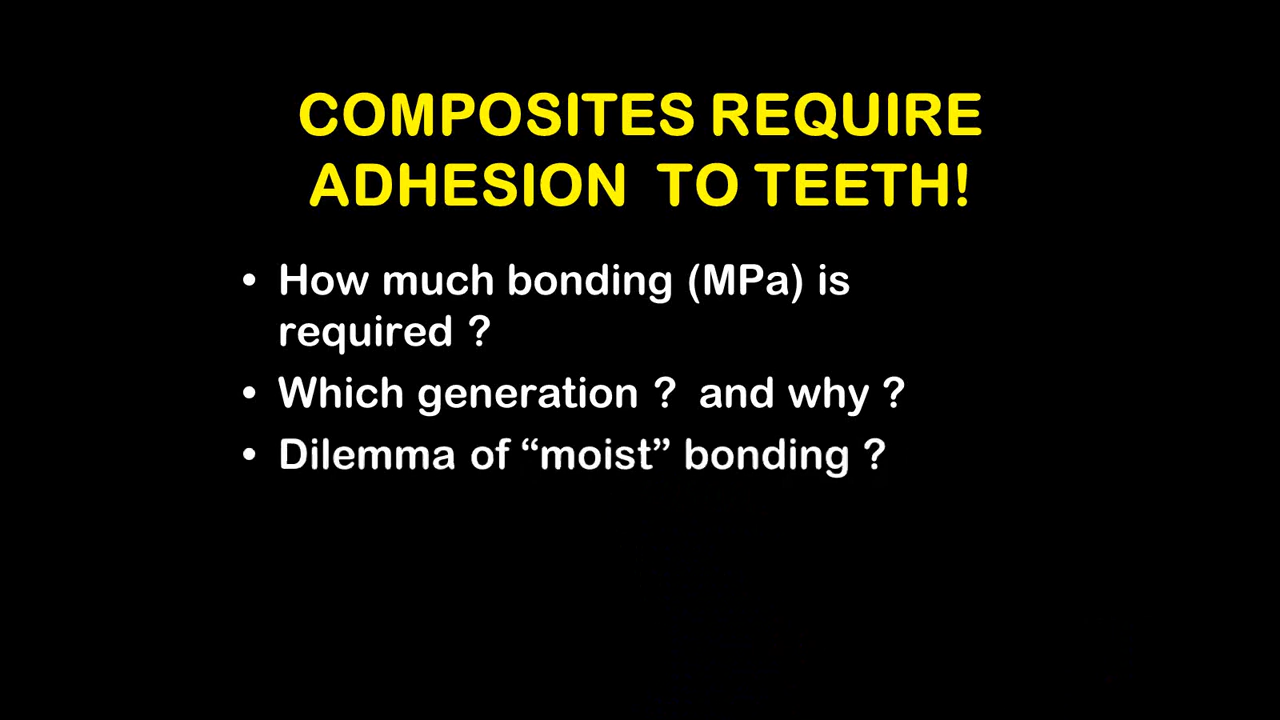 COMPOSITES REQUIRE
ADHESION  TO TEETH!
• How much bonding (MPa) is
required ?
• Which generation ?  and why ?
• Dilemma of “moist” bonding ?